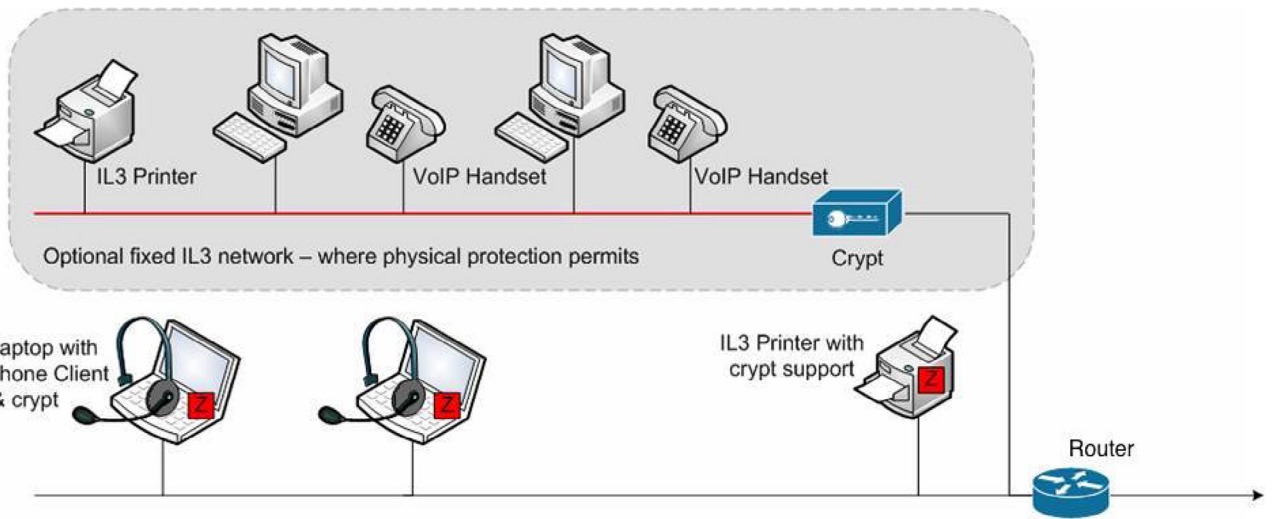 IL3 Printer
VoIP Handset
VoIP Handset
Optional fixed IL3 network – where physical protection permits
Crypt
aptop with
hone Client
& crypt
Z
Z
IL3 Printer with
crypt support
Z
Router